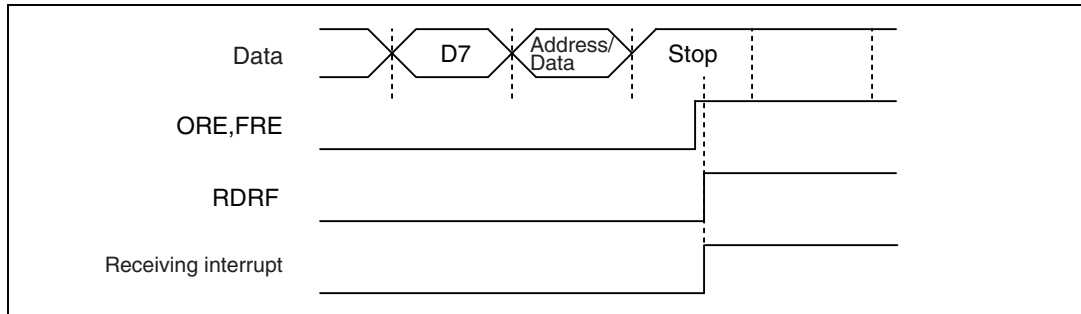 Data
D7
Address/
Data
Stop
ORE,FRE
RDRF
Receiving interrupt